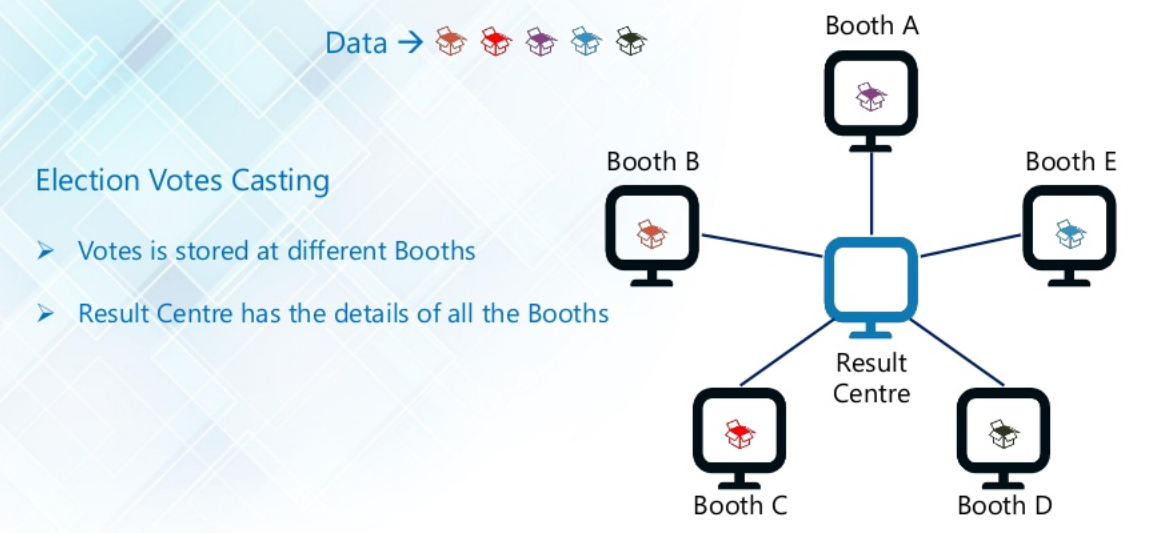 Data →
Booth A
Booth B
Booth E
Election Votes Casting
➢ Votes is stored at different Booths
➢ Result Centre has the details of all the Booths
Result
Centre
Booth C
Booth D